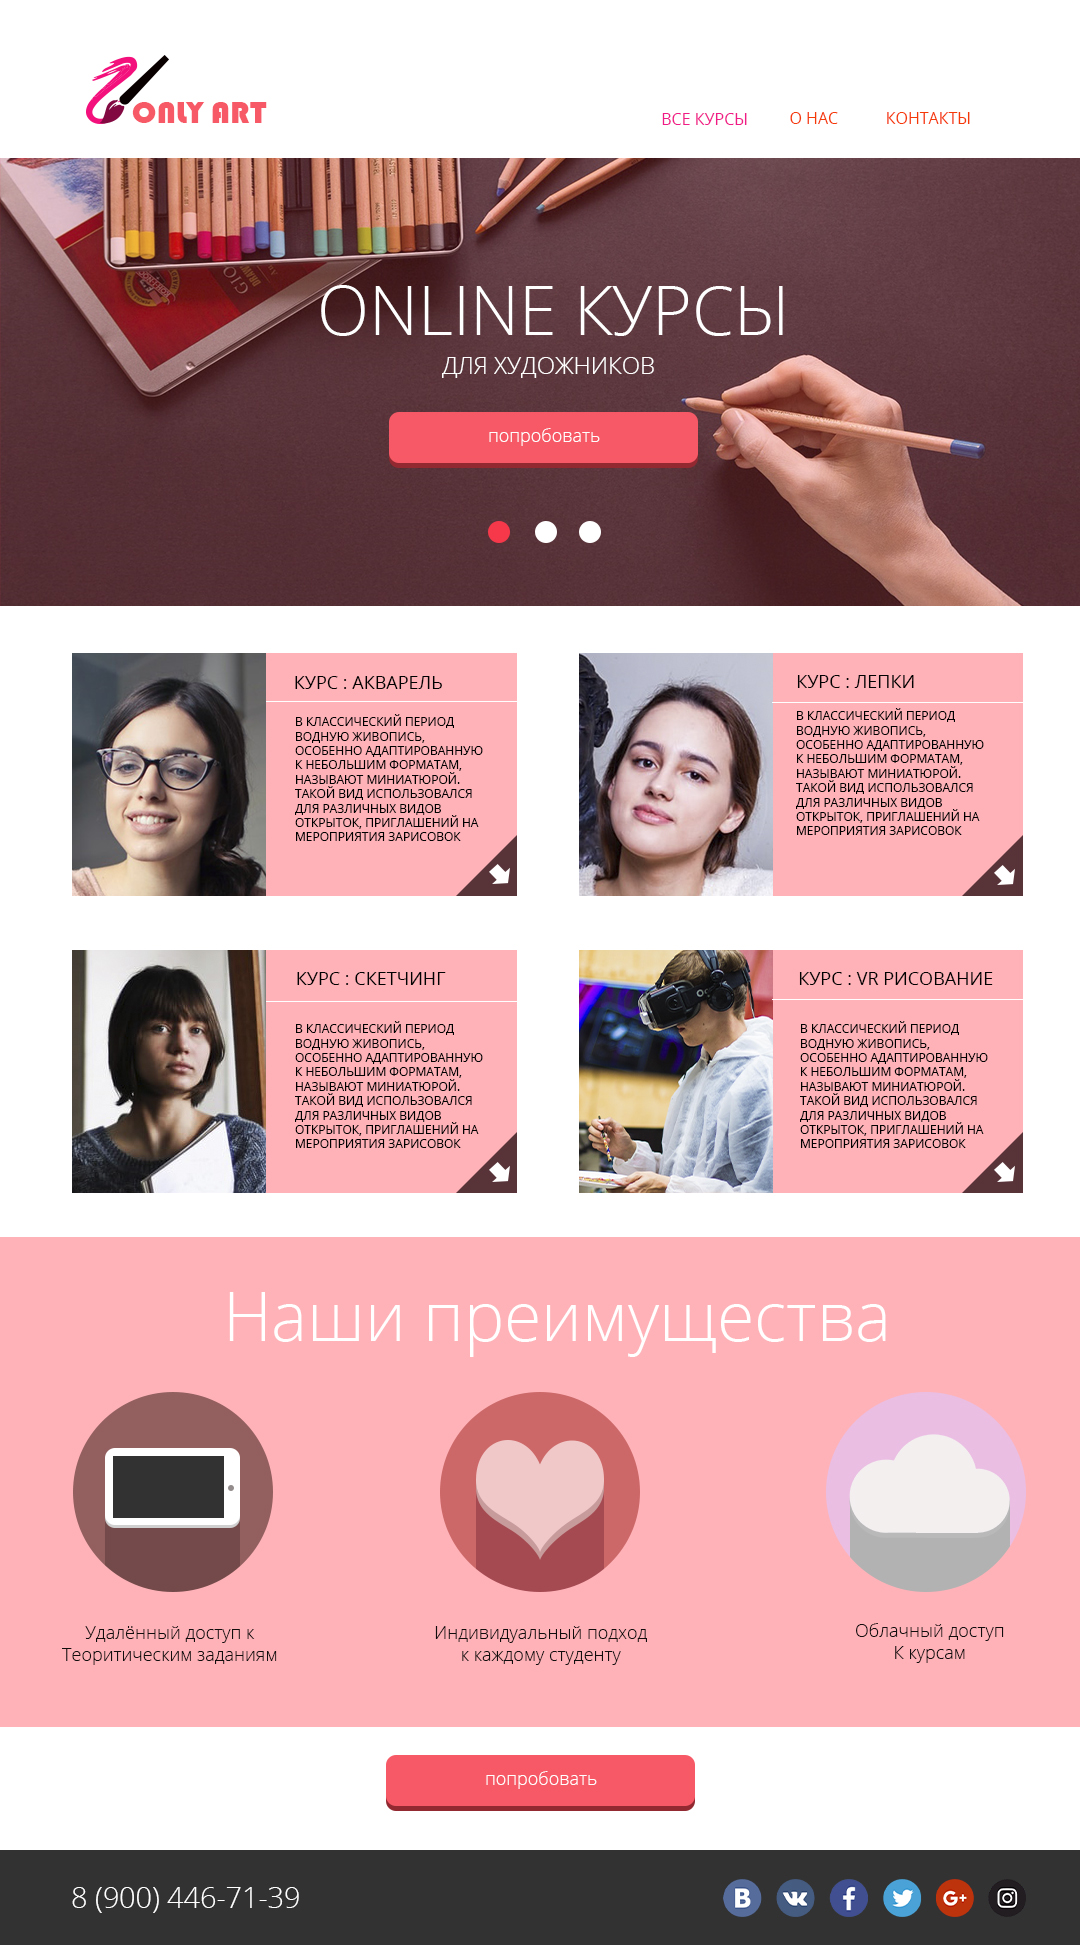 ONLY ART
ВСЕ КУРСЫ О НАС КОНТАКТЫ
ONLINE КУРСЫ
ДЛЯ ХУДОЖНИКОВ
попробовать
КУРС : АКВАРЕЛЬ
В КЛАССИЧЕСКИЙ ПЕРИОД
ВОДНУЮ ЖИВОПИСЬ,
ОСОБЕННО АДАПТИРОВАННУЮ
К НЕБОЛЬШИМ ФОРМАТАМ,
НАЗЫВАЮТ МИНИАТЮРОЙ.
ТАКОЙ ВИД ИСПОЛЬЗОВАЛСЯ
ДЛЯ РАЗЛИЧНЫХ ВИДОВ
ОТКРЫТОК, ПРИГЛАШЕНИЙ НА
МЕРОПРИЯТИЯ ЗАРИСОВОК
КУРС : ЛЕПКИ
В КЛАССИЧЕСКИЙ ПЕРИОД
ВОДНУЮ ЖИВОПИСЬ,
ОСОБЕННО АДАПТИРОВАННУЮ
К НЕБОЛЬШИМ ФОРМАТАМ,
НАЗЫВАЮТ МИНИАТЮРОЙ.
ТАКОЙ ВИД ИСПОЛЬЗОВАЛСЯ
ДЛЯ РАЗЛИЧНЫХ ВИДОВ
ОТКРЫТОК, ПРИГЛАШЕНИЙ НА
МЕРОПРИЯТИЯ ЗАРИСОВОК
КУРС : СКЕТЧИНГ
В КЛАССИЧЕСКИЙ ПЕРИОД
ВОДНУЮ ЖИВОПИСЬ,
ОСОБЕННО АДАПТИРОВАННУЮ
К НЕБОЛЬШИМ ФОРМАТАМ,
НАЗЫВАЮТ МИНИАТЮРОЙ.
ТАКОЙ ВИД ИСПОЛЬЗОВАЛСЯ
ДЛЯ РАЗЛИЧНЫХ ВИДОВ
ОТКРЫТОК, ПРИГЛАШЕНИЙ НА
МЕРОПРИЯТИЯ ЗАРИСОВОК
КУРС : VR РИСОВАНИЕ
В КЛАССИЧЕСКИЙ ПЕРИОД
ВОДНУЮ ЖИВОПИСЬ,
ОСОБЕННО АДАПТИРОВАННУЮ
К НЕБОЛЬШИМ ФОРМАТАМ,
НАЗЫВАЮТ МИНИАТЮРОЙ.
ТАКОЙ ВИД ИСПОЛЬЗОВАЛСЯ
ДЛЯ РАЗЛИЧНЫХ ВИДОВ
ОТКРЫТОК, ПРИГЛАШЕНИЙ НА
МЕРОПРИЯТИЯ ЗАРИСОВОК
Наши преимущества
Удалённый доступ к
Теоритическим заданиям
Индивидуальный подход
к каждому студенту
Облачный доступ
К курсам
попробовать
8 (900) 446-71-39